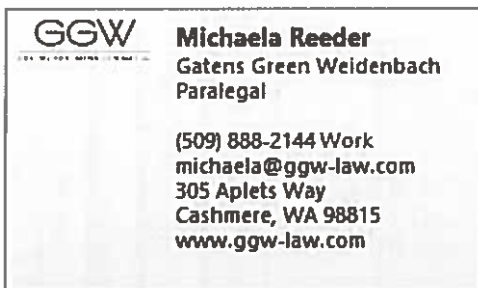 GGW
Michaela Reeder
Gatens Green Weidenbach
Paralegal
(509) 888-2144 Work
michaela@ggw-law.com
305 Aplets Way
Cashmere, WA 98815
www.ggw-law.com